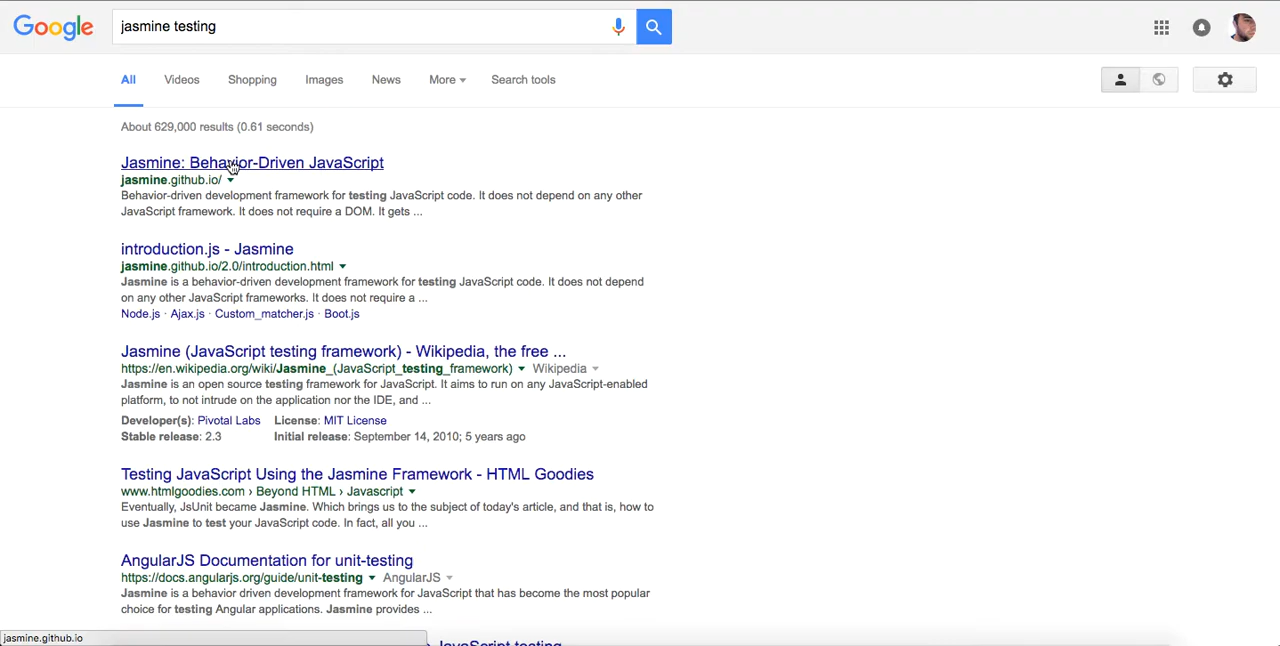 Google
jasmine testing
All Videos Shopping Images News More Search tools
About 629,000 results (0.61 seconds)
Jasmine: Behavior-Driven JavaScript
jasmine.github.io/
Behavior-driven development framework for testing JavaScript code. It does not depend on any other
JavaScript framework. It does not require a DOM. It gets ...
introduction.js - Jasmine
jasmine.github.io/2.0/introduction.html
Jasmine is a behavior-driven development framework for testing JavaScript code. It does not depend
on any other JavaScript frameworks. It does not require a ...
Node.js · Ajax.js · Custom_matcher.js · Boot.js
Jasmine (JavaScript testing framework) - Wikipedia, the free ...
https://en.wikipedia.org/wiki/Jasmine_(JavaScript_testing_framework) Wikipedia
Jasmine is an open source testing framework for JavaScript. It aims to run on any JavaScript-enabled
platform, to not intrude on the application nor the IDE, and ...
Developer(s): Pivotal Labs License: MIT License
Stable release: 2.3 Initial release: September 14, 2010; 5 years ago
Testing JavaScript Using the Jasmine Framework - HTML Goodies
www.htmlgoodies.com › Beyond HTML › Javascript
Eventually, JsUnit became Jasmine. Which brings us to the subject of today's article, and that is, how to
use Jasmine to test your JavaScript code. In fact, all you ...
AngularJS Documentation for unit-testing
https://docs.angularjs.org/guide/unit-testing AngularJS
Jasmine is a behavior driven development framework for JavaScript that has become the most popular
choice for testing Angular applications. Jasmine provides ...
jasmine.github.io
JavaScript testing